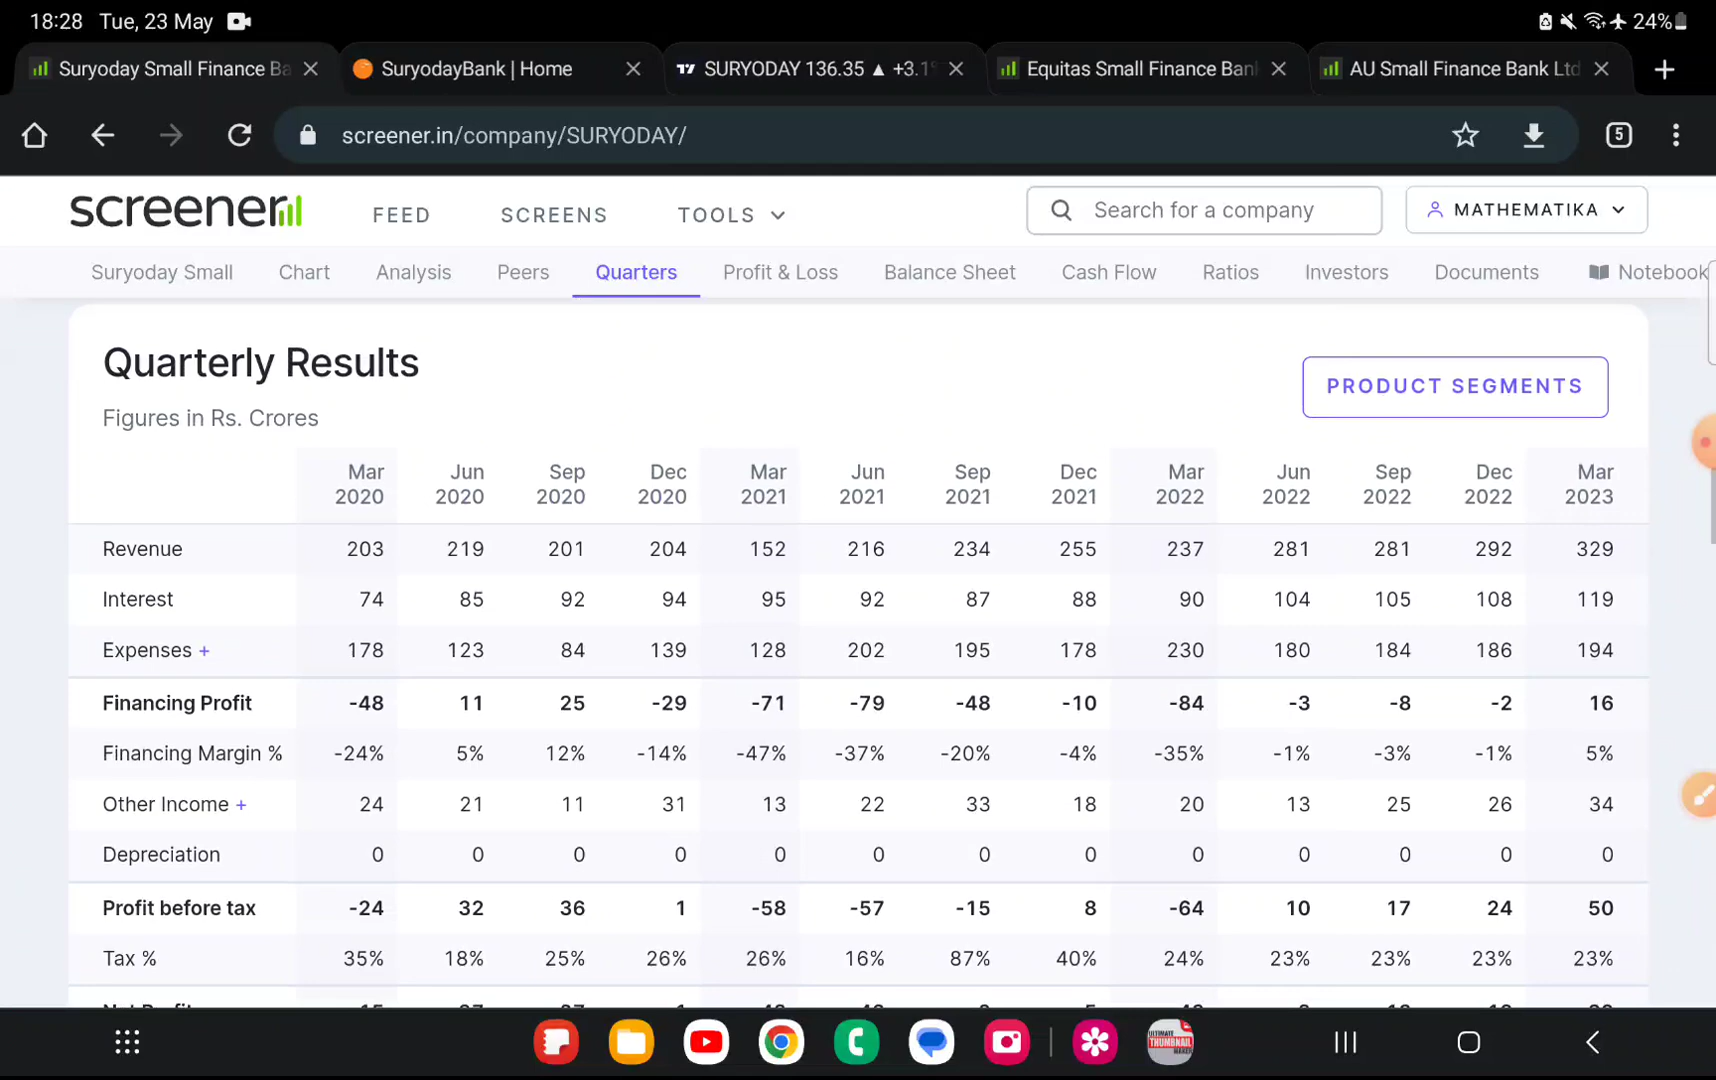 18:28 Tue, 23 May 24%
Suryoday Small Finance Ba SuryodayBank | Home SURYODAY 136.35 ▲ +3.1 Equitas Small Finance Ban AU Small Finance Bank Ltd
screener.in/company/SURYODAY/ 5
screener FEED SCREENS TOOLS Search for a company MATHEMATIKA
Suryoday Small Chart Analysis Peers Quarters Profit & Loss Balance Sheet Cash Flow Ratios Investors Documents Notebook
Quarterly Results
PRODUCT SEGMENTS
Figures in Rs. Crores
Mar Jun Sep Dec Mar Jun Sep Dec Mar Jun Sep Dec Mar
2020 2020 2020 2020 2021 2021 2021 2021 2022 2022 2022 2022 2023
Revenue 203 219 201 204 152 216 234 255 237 281 281 292 329
Interest 74 85 92 94 95 92 87 88 90 104 105 108 119
Expenses + 178 123 84 139 128 202 195 178 230 180 184 186 194
Financing Profit -48 11 25 -29 -71 -79 -48 -10 -84 -3 -8 -2 16
Financing Margin % -24% 5% 12% -14% -47% -37% -20% -4% -35% -1% -3% -1% 5%
Other Income + 24 21 11 31 13 22 33 18 20 13 25 26 34
Depreciation 0 0 0 0 0 0 0 0 0 0 0 0 0
Profit before tax -24 32 36 1 -58 -57 -15 8 -64 10 17 24 50
Tax % 35% 18% 25% 26% 26% 16% 87% 40% 24% 23% 23% 23% 23%
ULTIMATE
THUMBNAIL
MAKER